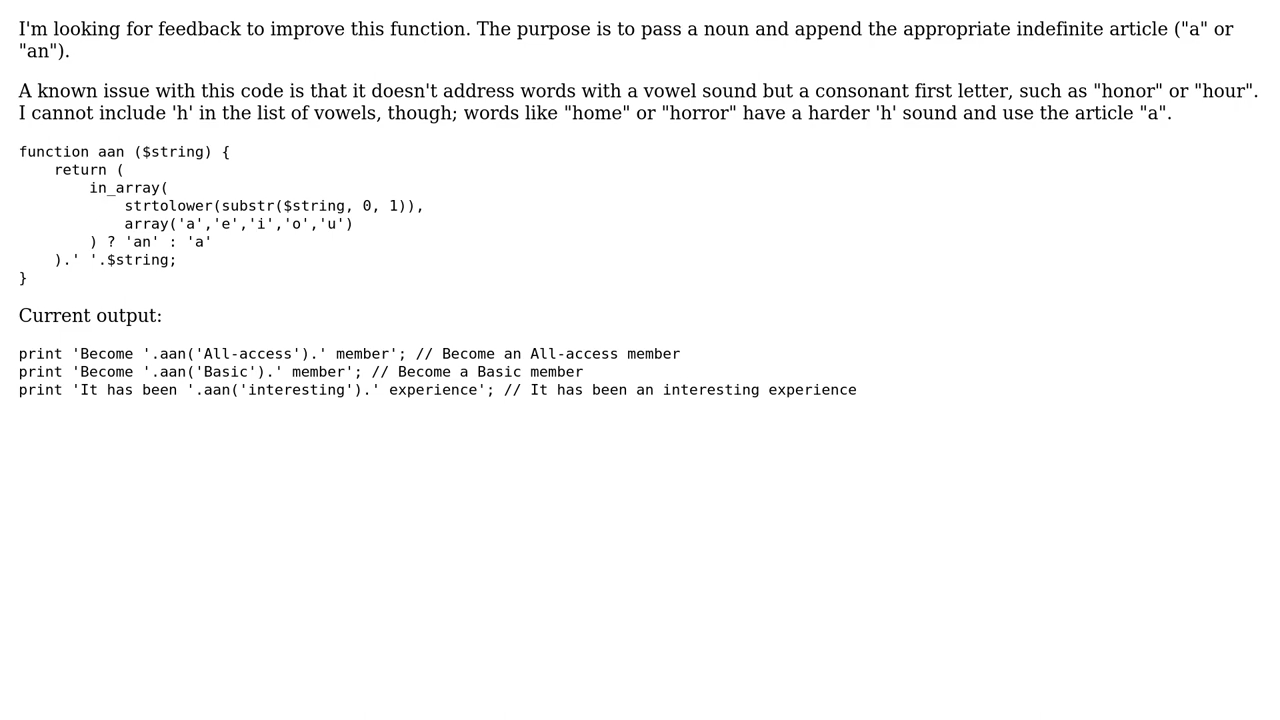 I'm looking for feedback to improve this function. The purpose is to pass a noun and append the appropriate indefinite article ("a" or
"an").
A known issue with this code is that it doesn't address words with a vowel sound but a consonant first letter, such as "honor" or "hour".
I cannot include 'h' in the list of vowels, though; words like "home" or "horror" have a harder 'h' sound and use the article "a".
function aan ($string) {
    return (
        in_array(
            strtolower(substr($string, 0, 1)),
            array('a','e','i','o','u')
        ) ? 'an' : 'a'
    ).' '.$string;
}
Current output:
print 'Become '.aan('All-access').' member'; // Become an All-access member
print 'Become '.aan('Basic').' member'; // Become a Basic member
print 'It has been '.aan('interesting').' experience'; // It has been an interesting experience